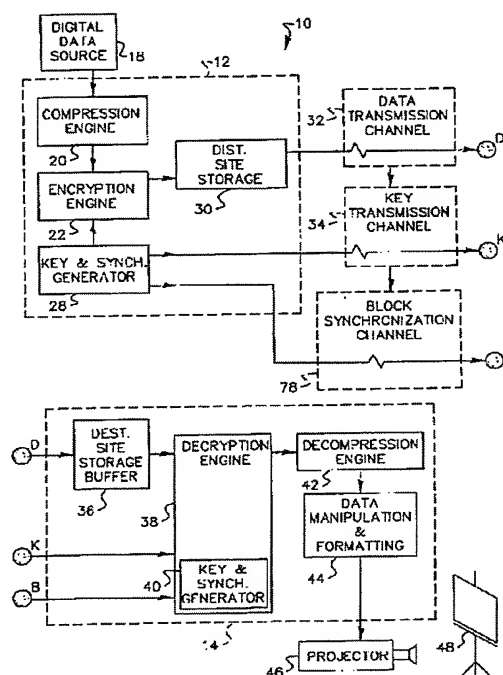 10
DIGITAL
DATA
SOURCE
18
12
COMPRESSION
ENGINE
20
ENCRYPTION
ENGINE
22
KEY & SYNCH.
GENERATOR
28
DIST.
SITE
STORAGE
30
32
DATA
TRANSMISSION
CHANNEL
D
34
KEY
TRANSMISSION
CHANNEL
K
BLOCK
SYNCHRONIZATION
CHANNEL
78
D
DEST.
SITE
STORAGE
BUFFER
36
K
B
DECRYPTION
ENGINE
38
40
KEY &
SYNCH.
GENERATOR
DECOMPRESSION
ENGINE
42
DATA
MANIPULATION
&
FORMATTING
44
14
PROJECTOR
46
48